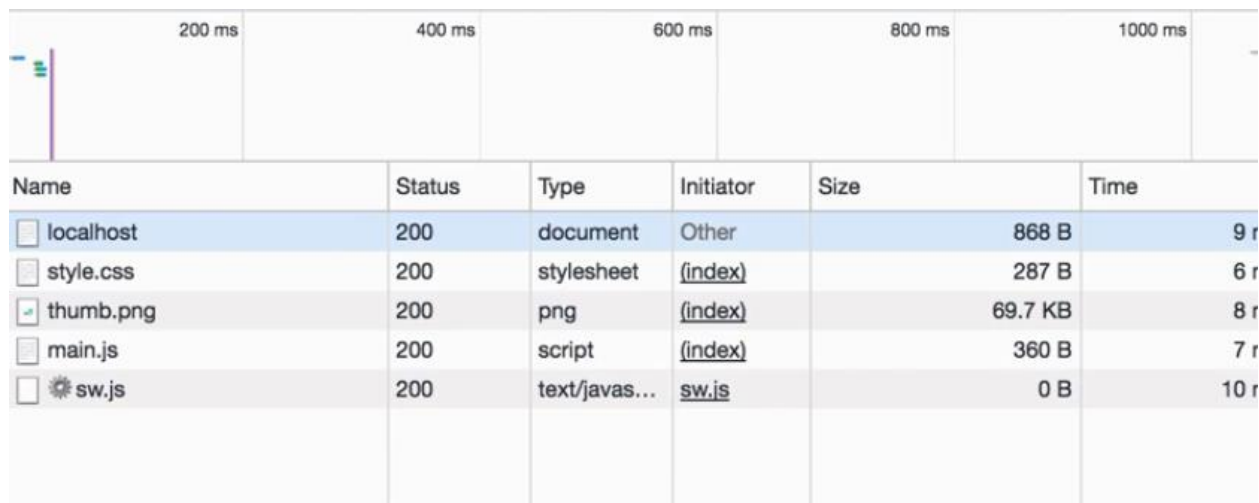 200 ms 400 ms 600 ms 800 ms 1000 ms
Name Status Type Initiator Size Time
localhost 200 document Other 868 B 9
style.css 200 stylesheet (index) 287 B 6
thumb.png 200 png (index) 69.7 KB 8
main.js 200 script (index) 360 B 7
sw.js 200 text/javas... sw.js 0 B 10